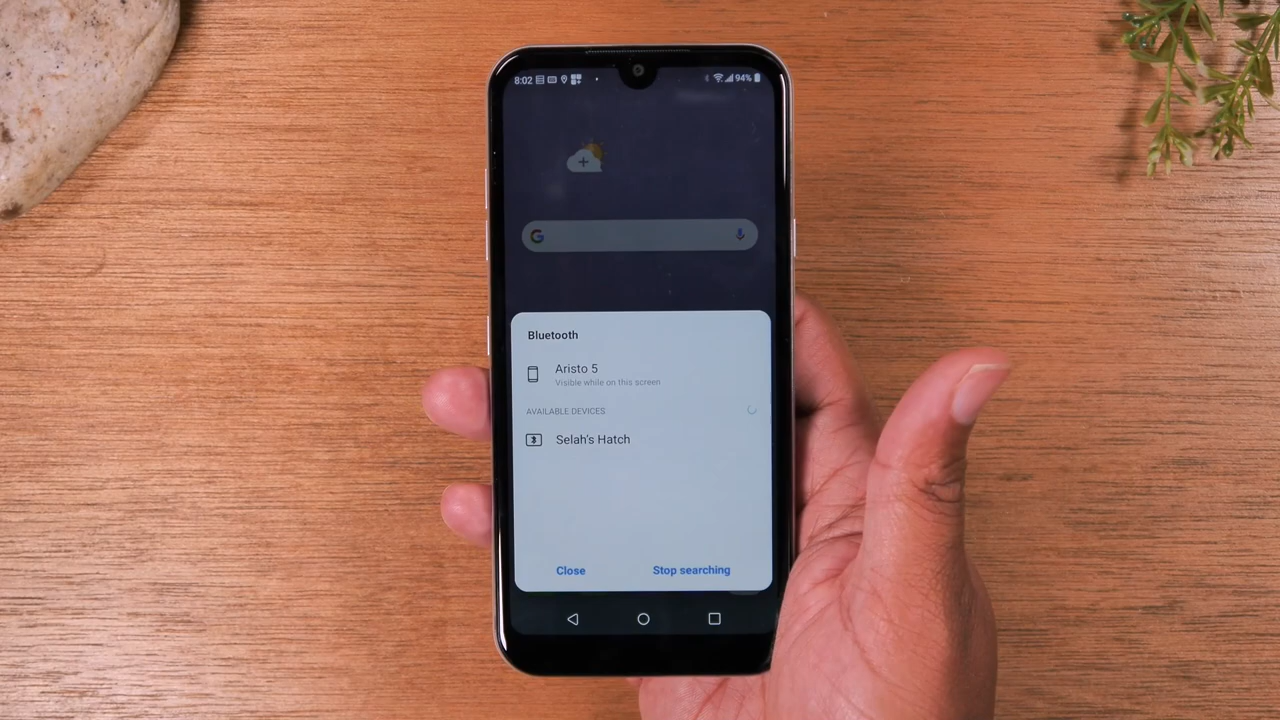 8:02 94%
G
Bluetooth
Aristo 5
Visible while on this screen
AVAILABLE DEVICES
Selah's Hatch
Close Stop searching